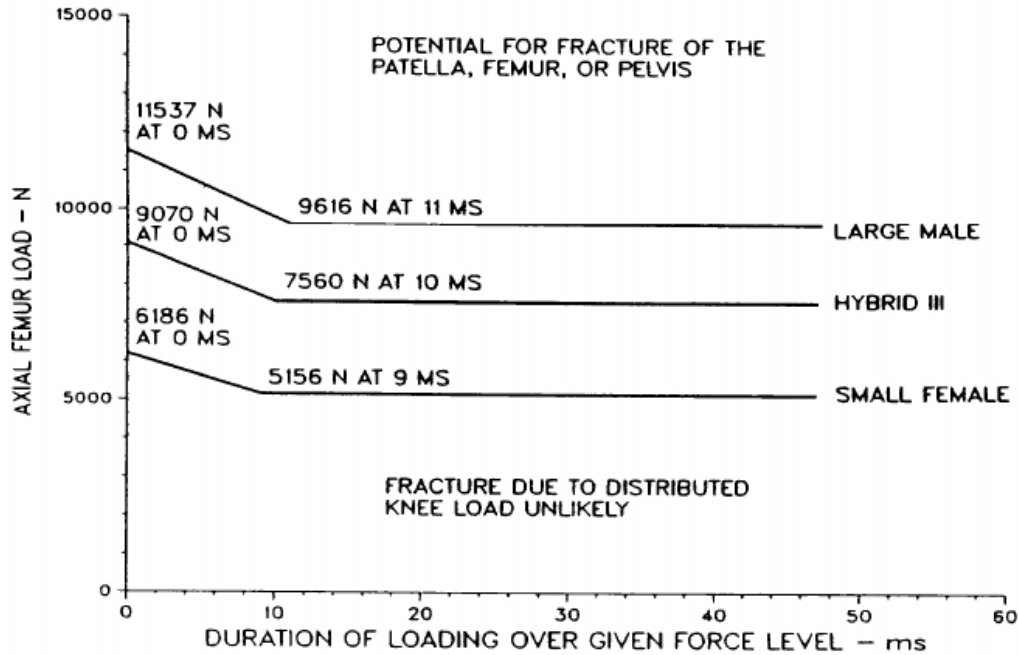 15000
POTENTIAL FOR FRACTURE OF THE
PATELLA, FEMUR, OR PELVIS
11537 N
AT 0 MS
10000
9616 N AT 11 MS
LARGE MALE
9070 N
AT 0 MS
7560 N AT 10 MS
HYBRID III
6186 N
AT 0 MS
5156 N AT 9 MS
SMALL FEMALE
5000
FRACTURE DUE TO DISTRIBUTED
KNEE LOAD UNLIKELY
0
AXIAL FEMUR LOAD – N
0 10 20 30 40 50 60
DURATION OF LOADING OVER GIVEN FORCE LEVEL – ms